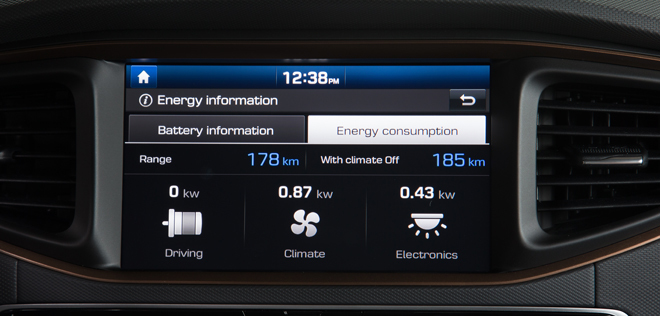 12:38PM
Energy information
Battery information Energy consumption
Range 178 km With climate Off 185 km
0 kw 0.87 kw 0.43 kw
Driving Climate Electronics